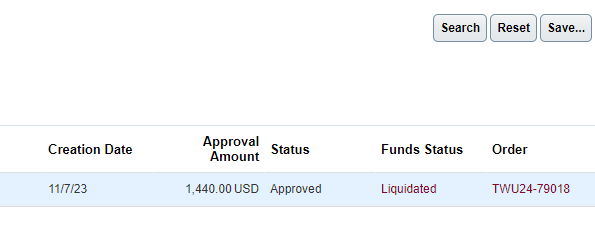 Search Reset Save...
Creation Date Approval Amount Status Funds Status Order
11/7/23 1,440.00 USD Approved Liquidated TWU24-79018